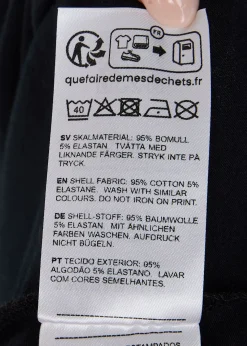 FR
quefairedemesdechets.fr
40
SV SKALMATERIAL: 95% BOMULL
5% ELASTAN TVÄTTA MED
LIKNANDE FÄRGER. STRYK INTE PÅ
TRYCK.
EN SHELL FABRIC: 95% COTTON 5%
ELASTANE. WASH WITH SIMILAR
COLOURS. DO NOT IRON ON PRINT.
DE SHELL-STOFF: 95% BAUMWOLLE
5% ELASTAN. MIT ÄHNLICHEN
FARBEN WASCHEN. AUFDRUCK
NICHT BÜGELN.
PT TECIDO EXTERIOR: 95%
ALGODÃO 5% ELASTANO. LAVAR
COM CORES SEMELHANTES.